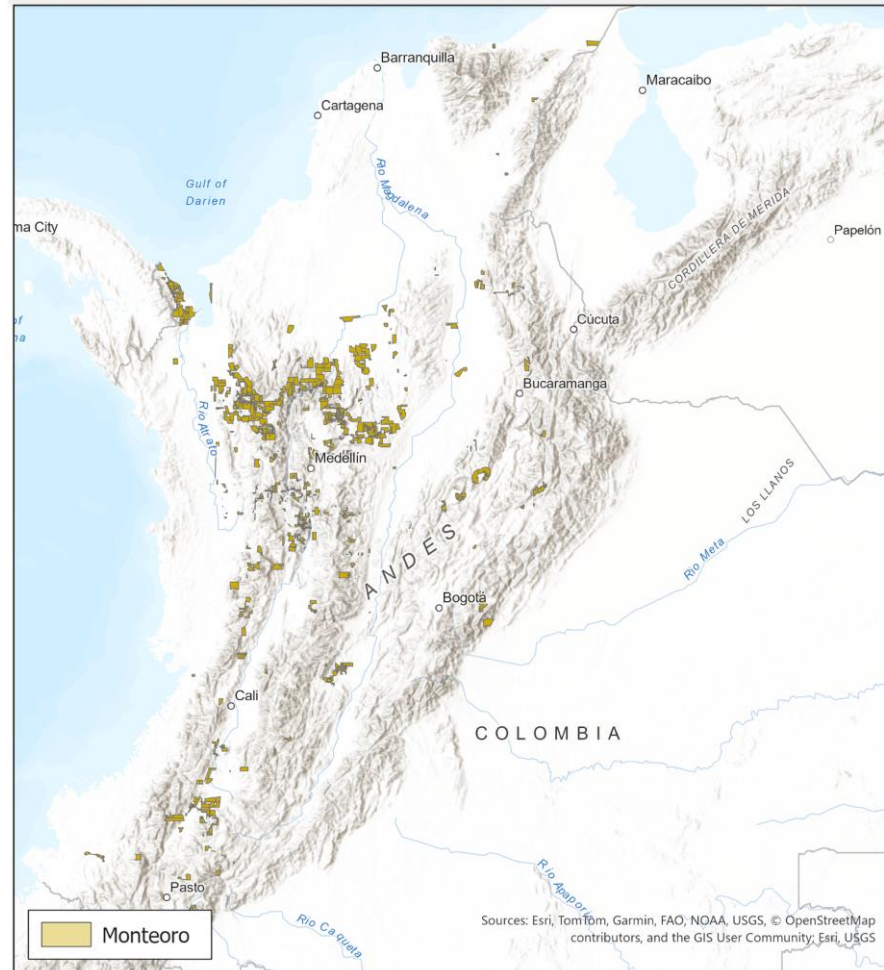 Barranquilla
Maracaibo
Cartagena
Rio Magdalena
Gulf of
Darien
CORDILLERA DE MERIDA
ma City
Papelón
of
na
Cúcuta
Bucaramanga
Rio Atrato
Medellín
LOS LLANOS
Rio Meta
ANDES
Bogotá
Cali
COLOMBIA
Pasto
Rio Apaporis
Rio Caqueta
Monteoro
Sources: Esri, TomTom, Garmin, FAO, NOAA, USGS, © OpenStreetMap
contributors, and the GIS User Community; Esri, USGS